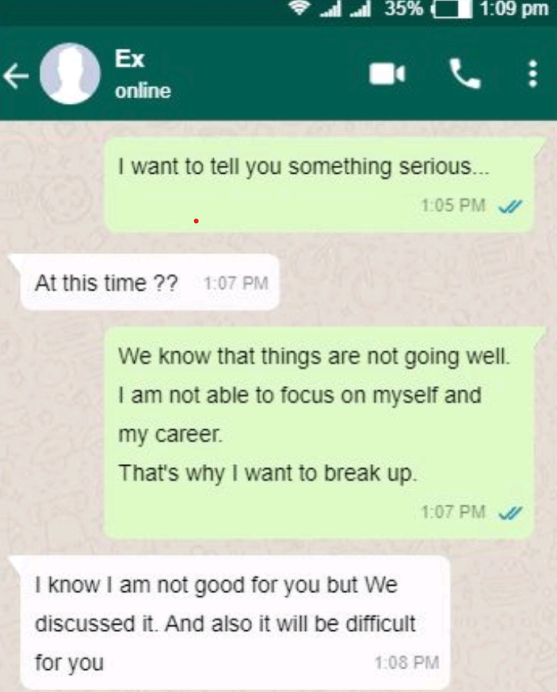 35% 1:09 pm
Ex
online
I want to tell you something serious...
1:05 PM
At this time ?? 1:07 PM
We know that things are not going well.
I am not able to focus on myself and
my career.
That's why I want to break up.
1:07 PM
I know I am not good for you but We
discussed it. And also it will be difficult
for you 1:08 PM